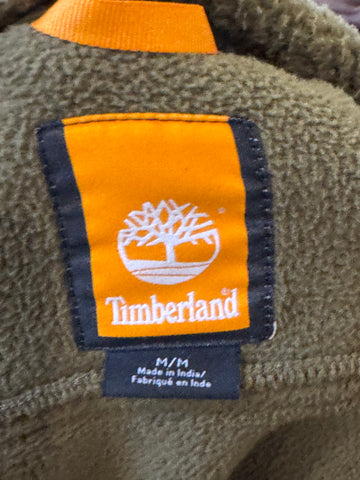 Timberland
M/M
Made in India/
Fabriqué en Inde